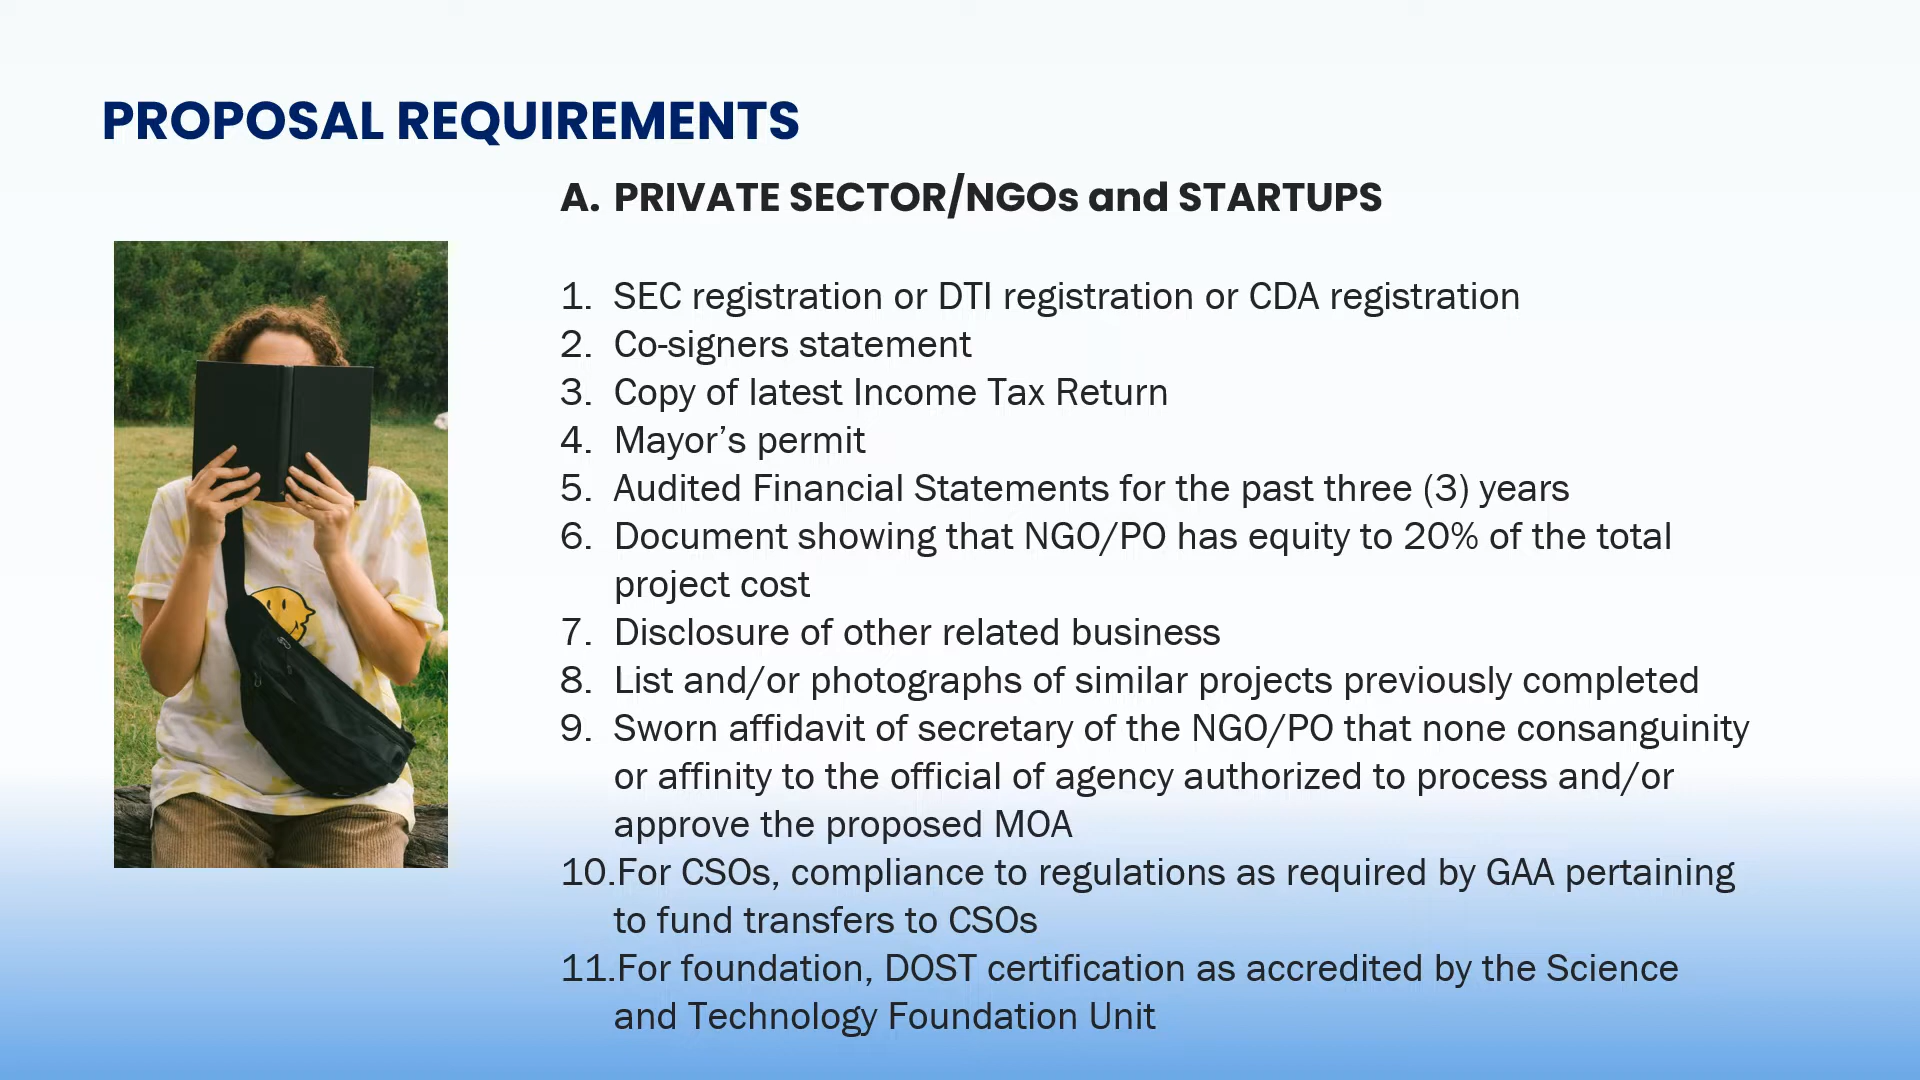 PROPOSAL REQUIREMENTS
A. PRIVATE SECTOR/NGOs and STARTUPS
1. SEC registration or DTI registration or CDA registration
2. Co-signers statement
3. Copy of latest Income Tax Return
4. Mayor’s permit
5. Audited Financial Statements for the past three (3) years
6. Document showing that NGO/PO has equity to 20% of the total
project cost
7. Disclosure of other related business
8. List and/or photographs of similar projects previously completed
9. Sworn affidavit of secretary of the NGO/PO that none consanguinity
or affinity to the official of agency authorized to process and/or
approve the proposed MOA
10.For CSOs, compliance to regulations as required by GAA pertaining
to fund transfers to CSOs
11.For foundation, DOST certification as accredited by the Science
and Technology Foundation Unit